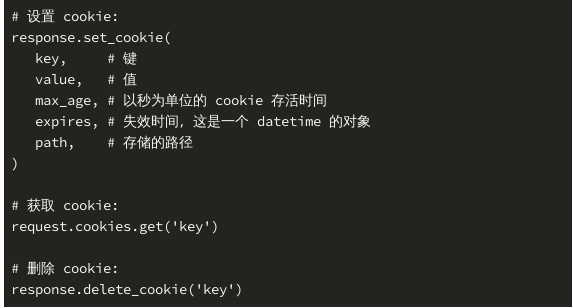 # 设置 cookie:
response.set_cookie(
   key,     # 键
   value,   # 值
   max_age, # 以秒为单位的 cookie 存活时间
   expires, # 失效时间, 这是一个 datetime 的对象
   path,    # 存储的路径
)
# 获取 cookie:
request.cookies.get('key')
# 删除 cookie:
response.delete_cookie('key')